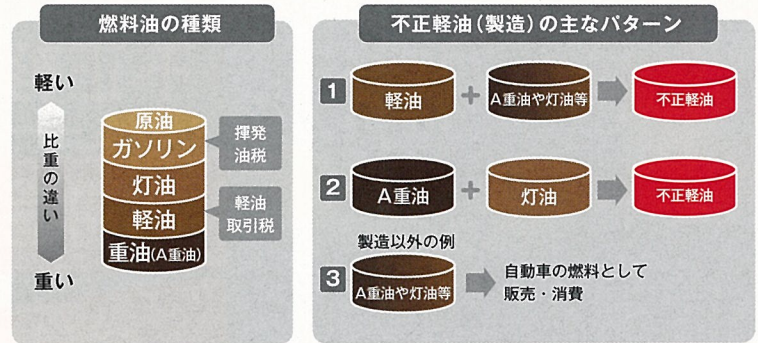 燃料油の種類
軽い
比重の違い
重い
原油
ガソリン
灯油
軽油
重油(A重油)
揮発
油税
軽油
取引税
不正軽油(製造)の主なパターン
1
軽油
+
A重油や灯油等
不正軽油
2
A重油
+
灯油
不正軽油
製造以外の例
3
A重油や灯油等
自動車の燃料として
販売・消費